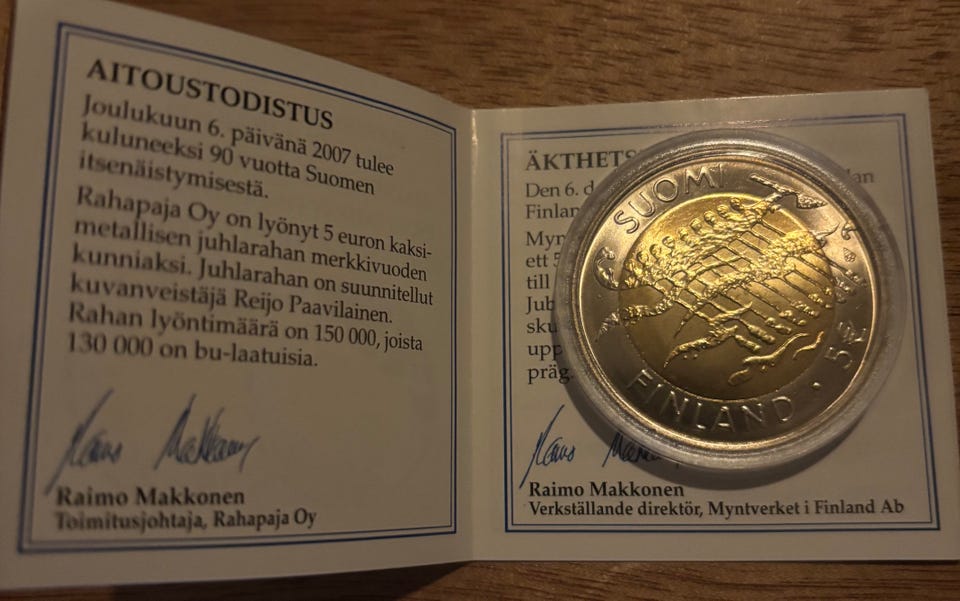 AITOUSTODISTUS
Joulukuun 6. päivänä 2007 tulee
kuluneeksi 90 vuotta Suomen
itsenäistymisestä.
Rahapaja Oy on lyönyt 5 euron kaksi-
metallisen juhlarahan merkkivuoden
kunniaksi. Juhlarahan on suunnitellut
kuvanveistäjä Reijo Paavilainen.
Rahan lyöntimäärä on 150 000, joista
130 000 on bu-laatuisia.
Raimo Makkonen
Toimitusjohtaja, Rahapaja Oy
ÄKTHETS
Den 6. d
Finlan
Myn
ett 5
till
Jub
sku
upp
präg.
Raimo Makkonen
Verkställande direktör, Myntverket i Finland Ab
SUOMI
FINLAND • 5 €